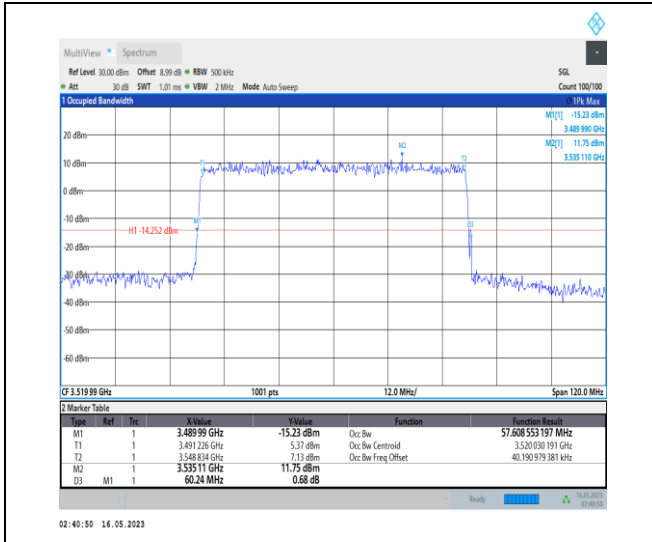 MultiView Spectrum
Ref Level 30.00 dBm Offset 8.99 dB RBW 500 kHz SGL
Att 30 dB SWT 1.01 ms VBW 2 MHz Mode Auto Sweep Count 100/100
1 Occupied Bandwidth 1Pk Max
M1[1] -15.23 dBm
3.489 990 GHz
M2[1] 11.75 dBm
3.535 110 GHz
20 dBm
M2
T1
T2
10 dBm
0 dBm
-10 dBm
M1
D3
H1 -14.252 dBm
-20 dBm
-30 dBm
-40 dBm
-50 dBm
-60 dBm
CF 3.519 99 GHz 1001 pts 12.0 MHz/ Span 120.0 MHz
2 Marker Table
Type Ref Trc X-Value Y-Value Function Function Result
M1 1 3.489 99 GHz -15.23 dBm Occ Bw 57.608 553 197 MHz
T1 1 3.491 226 GHz 5.37 dBm Occ Bw Centroid 3.520 030 191 GHz
T2 1 3.548 834 GHz 7.13 dBm Occ Bw Freq Offset 40.190 979 381 kHz
M2 1 3.535 11 GHz 11.75 dBm
D3 M1 1 60.24 MHz 0.68 dB
Ready 16.05.2023
02:40:50
02:40:50 16.05.2023